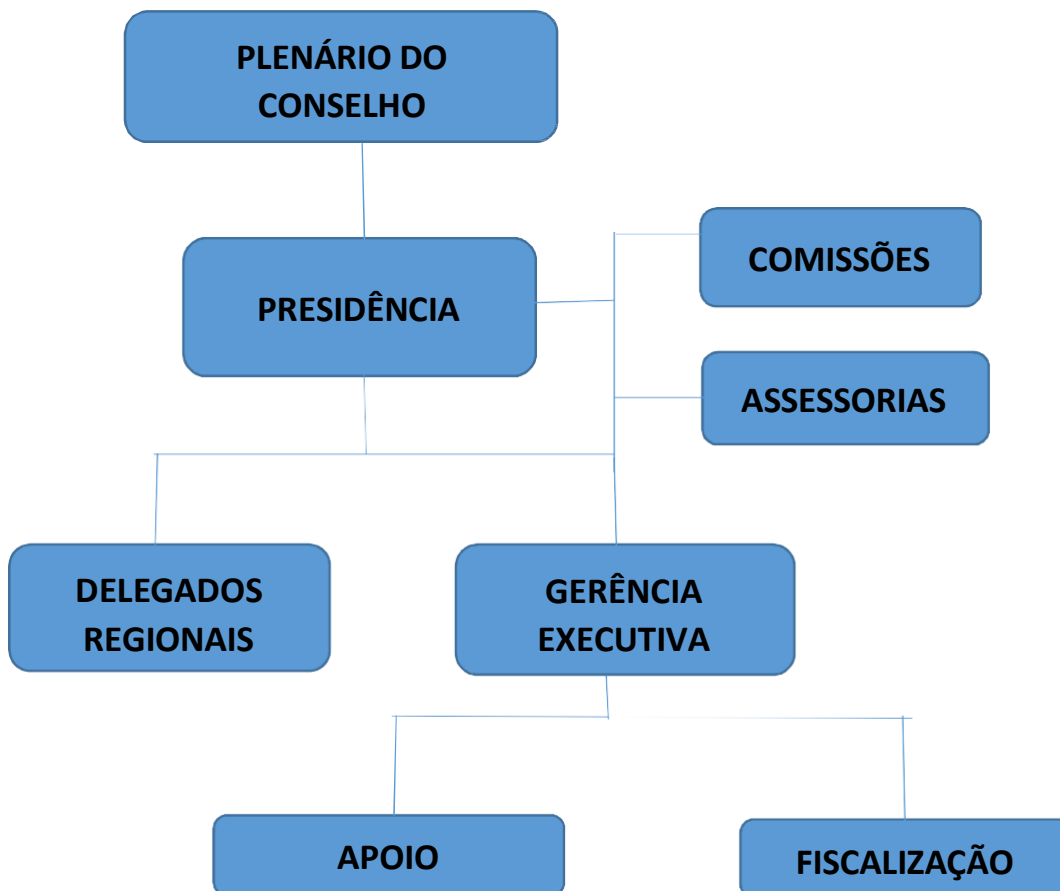 PLENÁRIO DO
CONSELHO
PRESIDÊNCIA
COMISSÕES
ASSESSORIAS
DELEGADOS
REGIONAIS
GERÊNCIA
EXECUTIVA
APOIO
FISCALIZAÇÃO